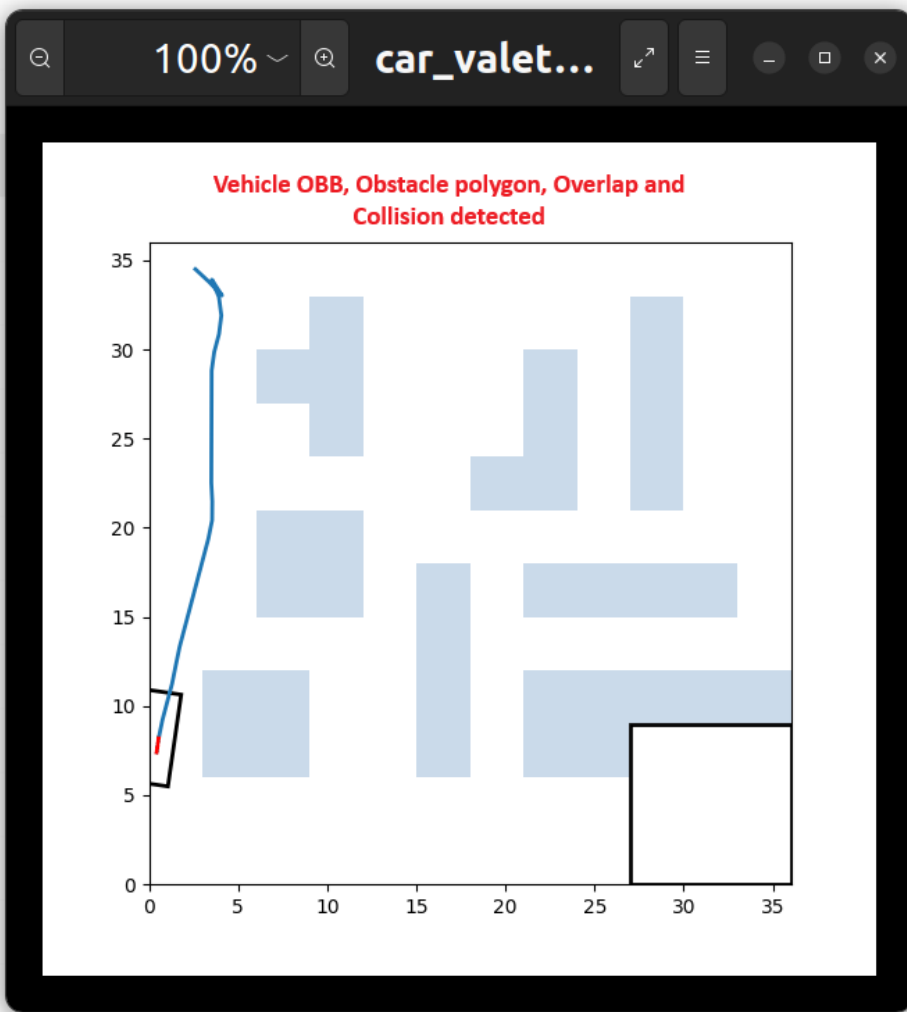 100% car_valet...
Vehicle OBB, Obstacle polygon, Overlap and
Collision detected
35
30
25
20
15
10
5
0
0 5 10 15 20 25 30 35